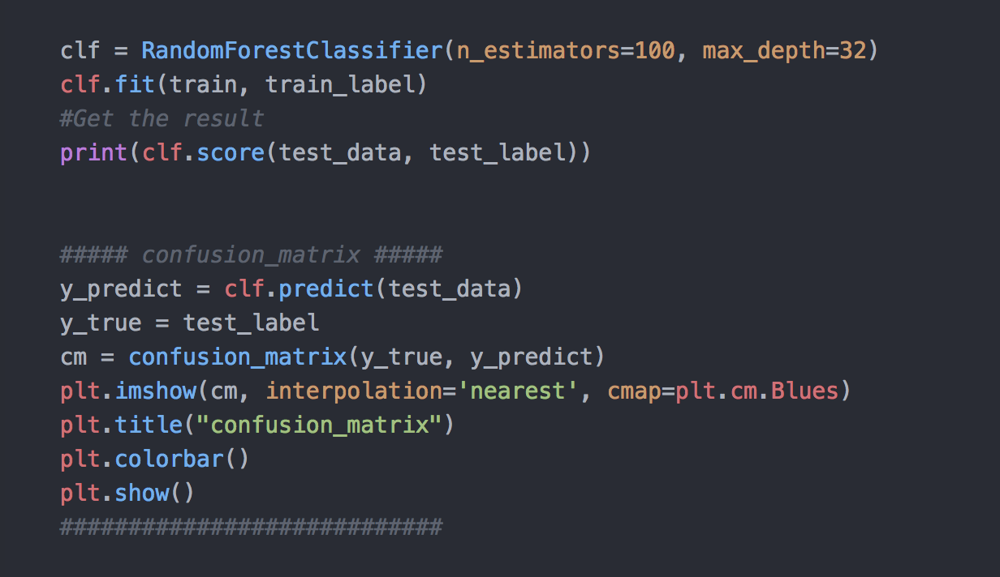 clf = RandomForestClassifier(n_estimators=100, max_depth=32)
clf.fit(train, train_label)
#Get the result
print(clf.score(test_data, test_label))
##### confusion_matrix #####
y_predict = clf.predict(test_data)
y_true = test_label
cm = confusion_matrix(y_true, y_predict)
plt.imshow(cm, interpolation='nearest', cmap=plt.cm.Blues)
plt.title("confusion_matrix")
plt.colorbar()
plt.show()
############################